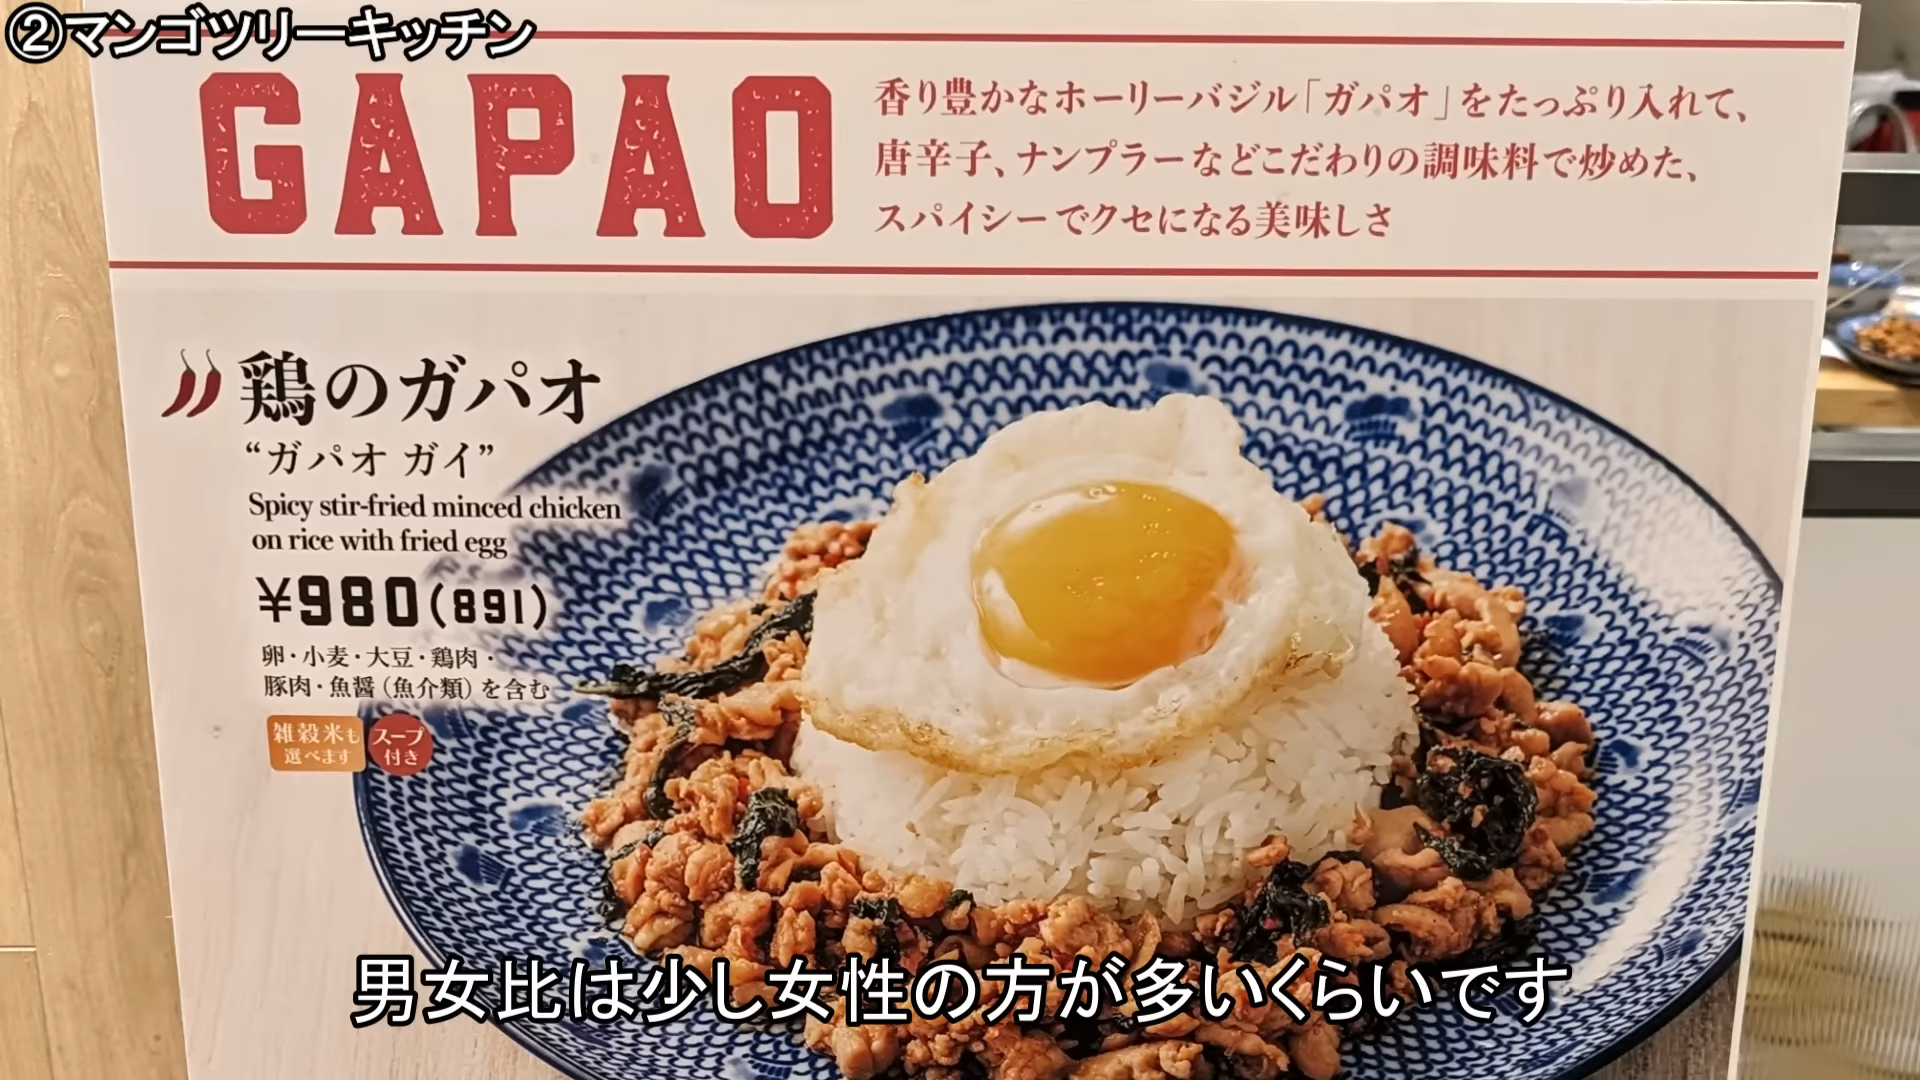 ②マンゴツリーキッチン
GAPAO
香り豊かなホーリーバジル「ガパオ」をたっぷり入れて、
唐辛子、ナンプラーなどこだわりの調味料で炒めた、
スパイシーでクセになる美味しさ
鶏のガパオ
“ガパオ ガイ”
Spicy stir-fried minced chicken
on rice with fried egg
¥980(891)
卵・小麦・大豆・鶏肉・
豚肉・魚醤（魚介類）を含む
雑穀米も
選べます
スープ
付き
男女比は少し女性の方が多いくらいです